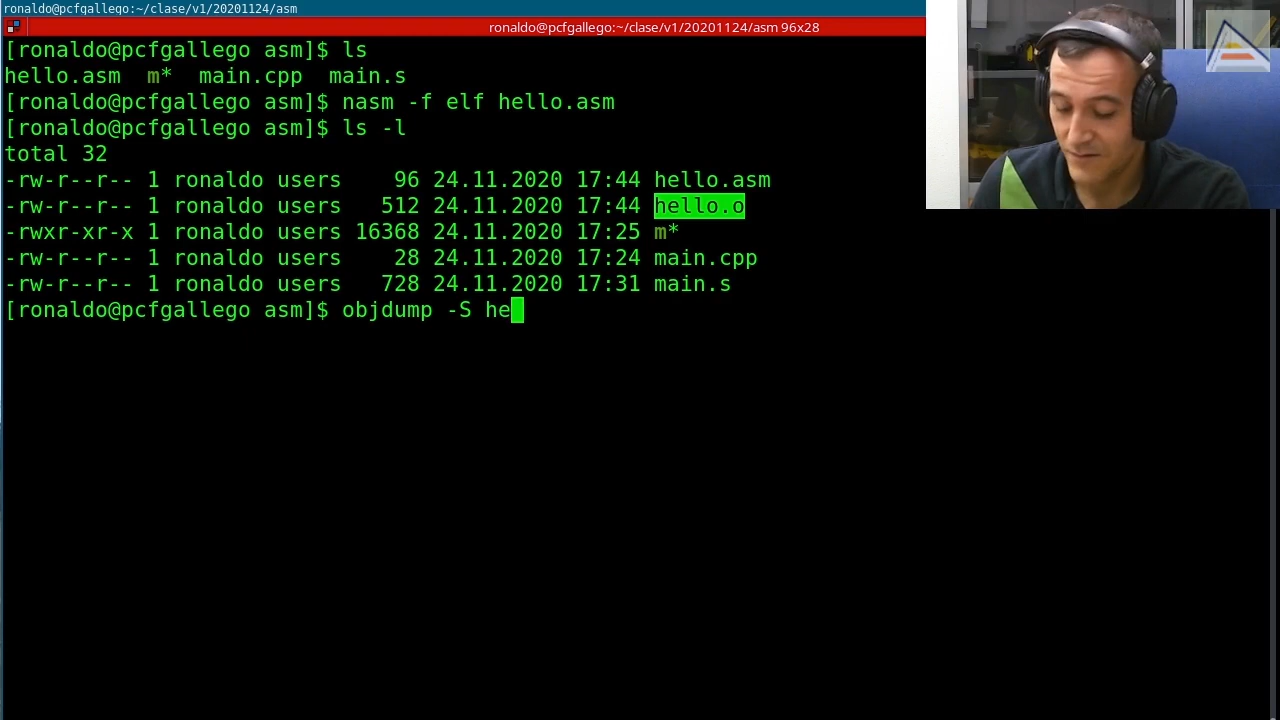 ronaldo@pcfgallego:~/clase/v1/20201124/asm
ronaldo@pcfgallego:~/clase/v1/20201124/asm 96x28
[ronaldo@pcfgallego asm]$ ls
hello.asm  m*  main.cpp  main.s
[ronaldo@pcfgallego asm]$ nasm -f elf hello.asm
[ronaldo@pcfgallego asm]$ ls -l
total 32
-rw-r--r-- 1 ronaldo users    96 24.11.2020 17:44 hello.asm
-rw-r--r-- 1 ronaldo users   512 24.11.2020 17:44 hello.o
-rwxr-xr-x 1 ronaldo users 16368 24.11.2020 17:25 m*
-rw-r--r-- 1 ronaldo users    28 24.11.2020 17:24 main.cpp
-rw-r--r-- 1 ronaldo users   728 24.11.2020 17:31 main.s
[ronaldo@pcfgallego asm]$ objdump -S he